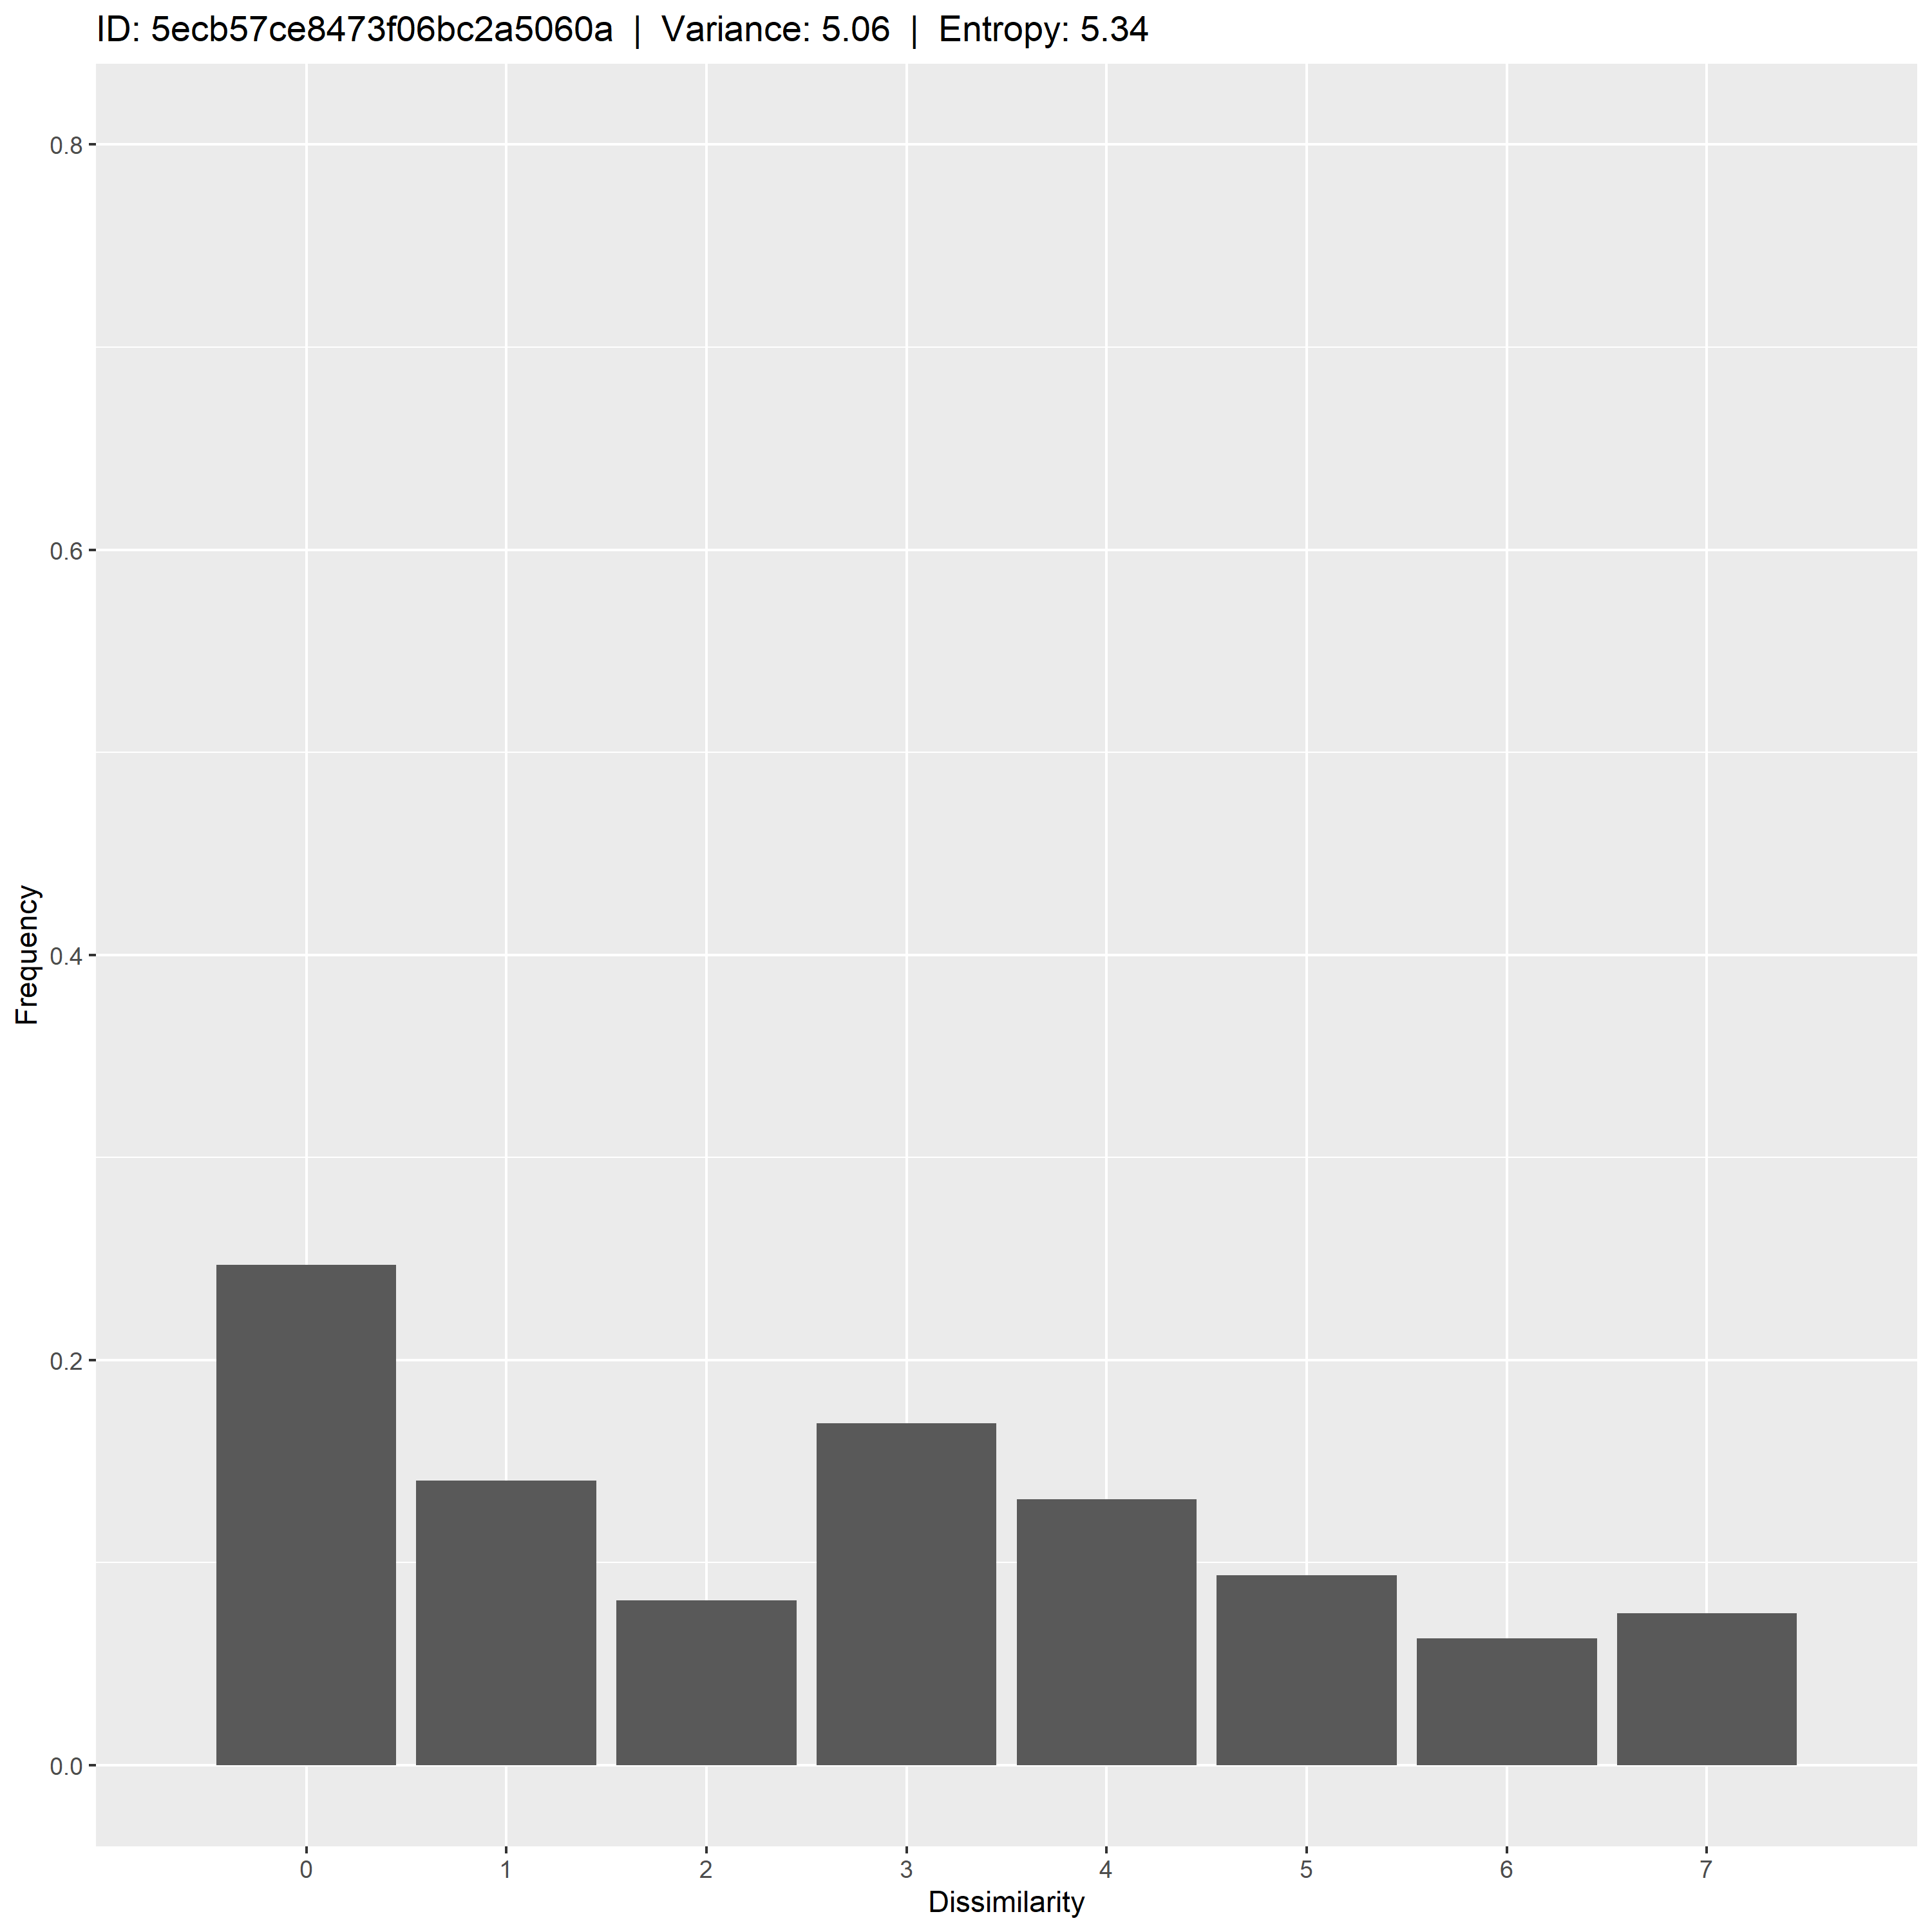 ID: 5ecb57ce8473f06bc2a5060a | Variance: 5.06 | Entropy: 5.34
Frequency
0.8
0.6
0.4
0.2
0.0
0 1 2 3 4 5 6 7
Dissimilarity